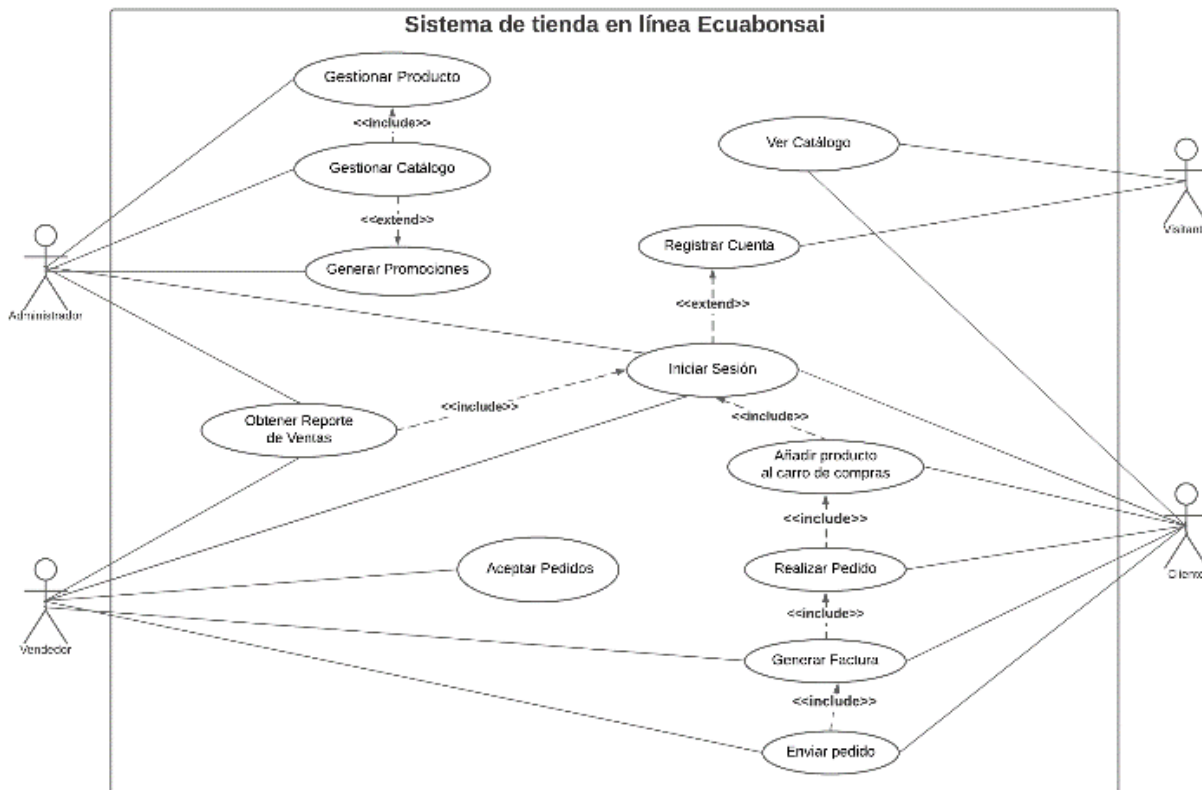 Sistema de tienda en línea Ecuabonsai
Gestionar Producto
<<include>>
Ver Catálogo
Gestionar Catálogo
<<extend>>
Visitant
Registrar Cuenta
Generar Promociones
<<extend>>
Administrador
Iniciar Sesión
<<include>>
<<include>>
Obtener Reporte
de Ventas
Añadir producto
al carro de compras
<<include>>
Aceptar Pedidos
Realizar Pedido
Cliente
<<include>>
Vendedor
Generar Factura
<<include>>
Enviar pedido